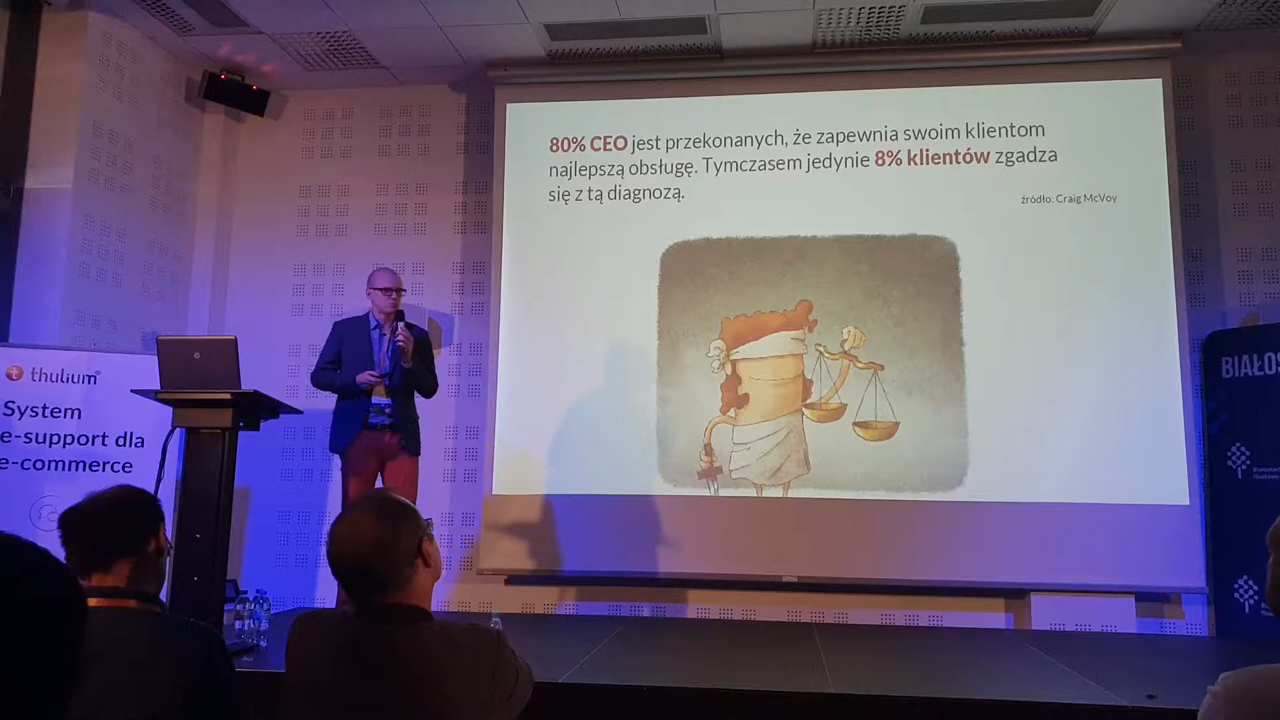 80% CEO jest przekonanych, że zapewnia swoim klientom
najlepszą obsługę. Tymczasem jedynie 8% klientów zgadza
się z tą diagnozą.
źródło: Craig McVoy
thulium
System
e-support dla
e-commerce
BIAŁOS